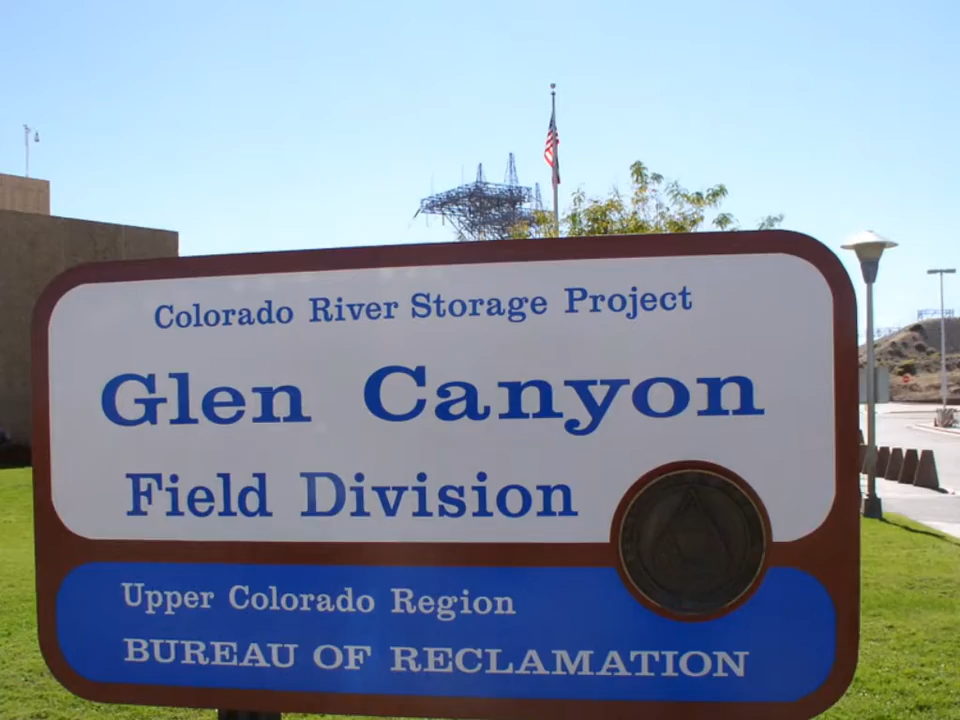 Colorado River Storage Project
Glen Canyon
Field Division
Upper Colorado Region
BUREAU OF RECLAMATION